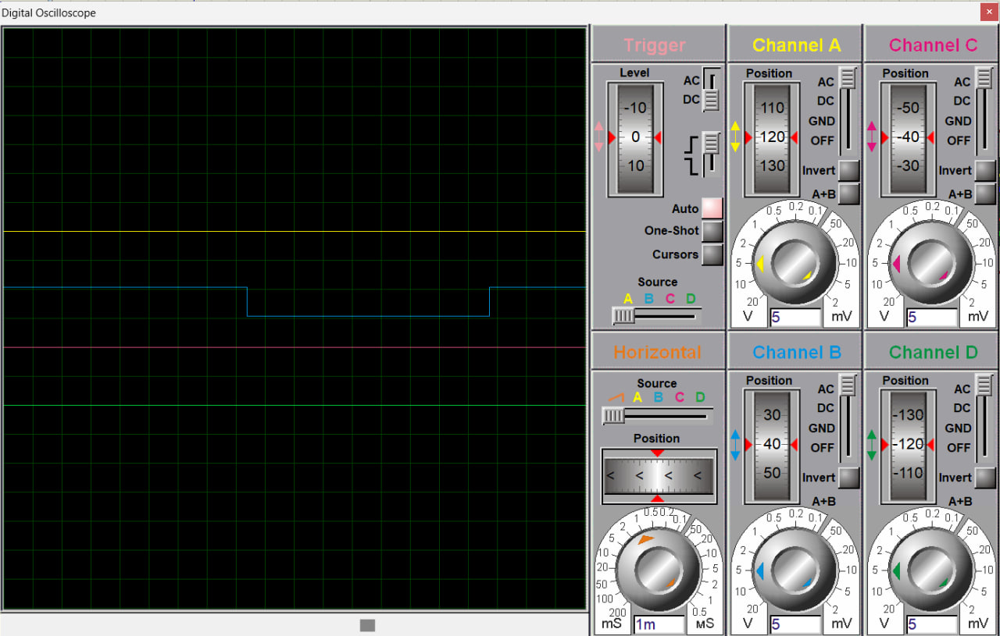 Digital Oscilloscope
Trigger
Level
AC
DC
-10
0
10
Auto
One-Shot
Cursors
Source
A B C D
Channel A
Position
AC
DC
GND
OFF
110
120
130
Invert
A+B
20 10 5 2 1 0.5 0.2 0.1 50 20 10 5 2
V 5 mV
Channel C
Position
AC
DC
GND
OFF
-50
-40
-30
Invert
A+B
20 10 5 2 1 0.5 0.2 0.1 50 20 10 5 2
V 5 mV
Horizontal
Source
A B C D
Position
< < < <
200 100 50 20 10 5 2 1 0.5 0.2 0.1 50 20 10 5 2 1 0.5
mS 1m мS
Channel B
Position
AC
DC
GND
OFF
30
40
50
Invert
A+B
20 10 5 2 1 0.5 0.2 0.1 50 20 10 5 2
V 5 mV
Channel D
Position
AC
DC
GND
OFF
-130
-120
-110
Invert
A+B
20 10 5 2 1 0.5 0.2 0.1 50 20 10 5 2
V 5 mV